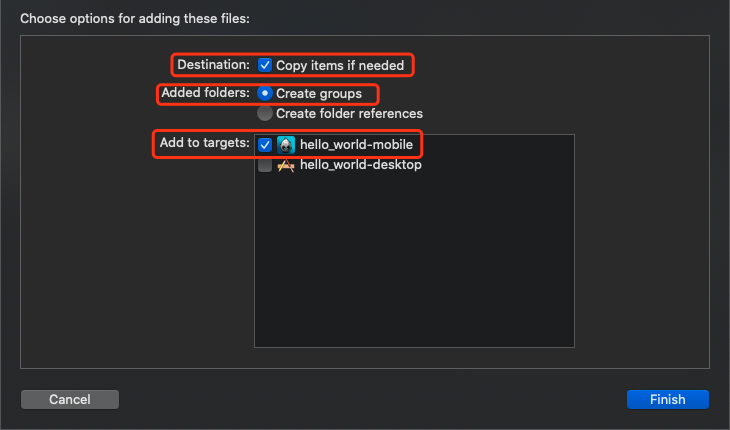 Choose options for adding these files:
Destination: Copy items if needed
Added folders: Create groups
Create folder references
Add to targets: hello_world-mobile
hello_world-desktop
Cancel
Finish